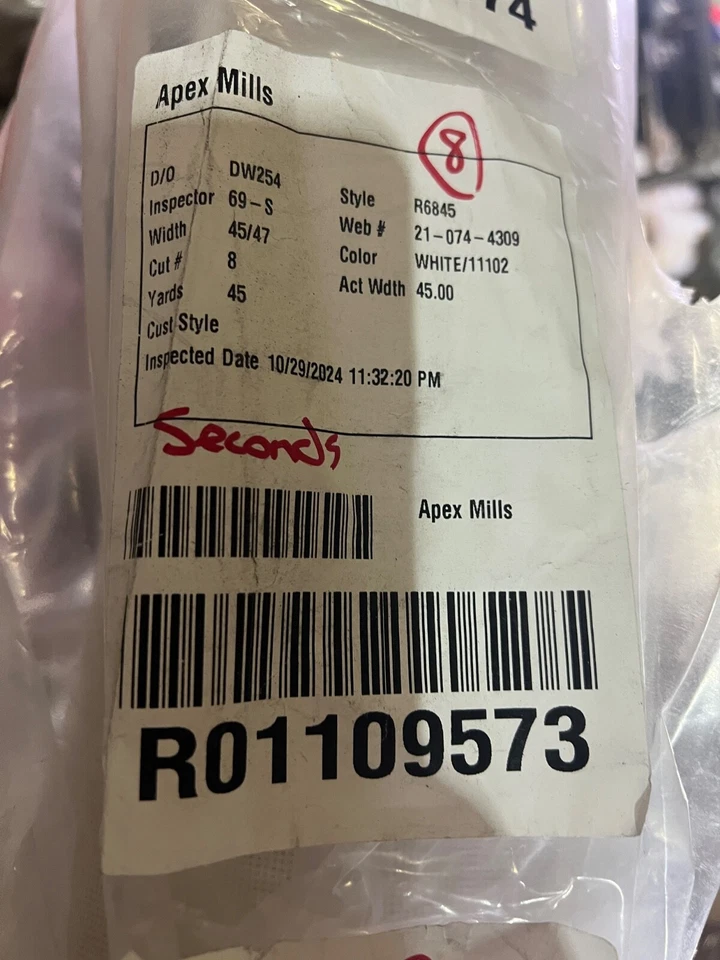 74
Apex Mills
8
D/O DW254
Inspector 69-S Style R6845
Width 45/47 Web # 21-074-4309
Cut # 8 Color WHITE/11102
Yards 45 Act Wdth 45.00
Cust Style
Inspected Date 10/29/2024 11:32:20 PM
Seconds
Apex Mills
R01109573